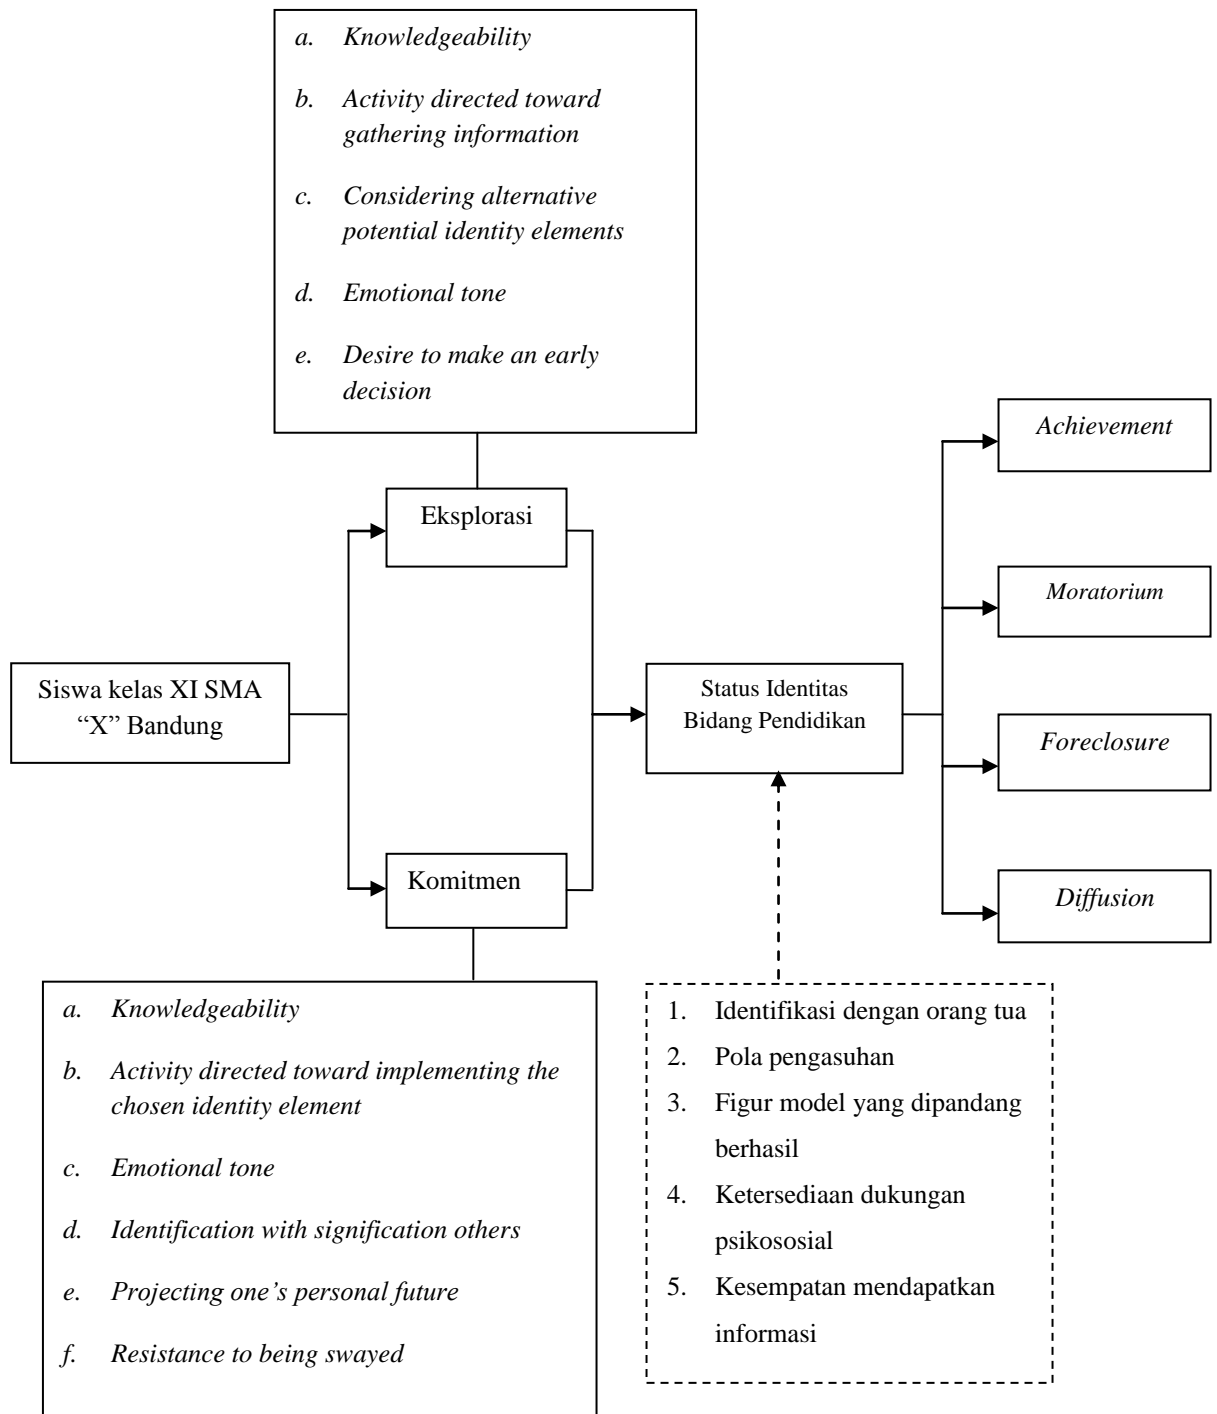 a. Knowledgeability
b. Activity directed toward
gathering information
c. Considering alternative
potential identity elements
d. Emotional tone
e. Desire to make an early
decision
Eksplorasi
Siswa kelas XI SMA
“X” Bandung
Komitmen
a. Knowledgeability
b. Activity directed toward implementing the
chosen identity element
c. Emotional tone
d. Identification with signification others
e. Projecting one’s personal future
f. Resistance to being swayed
Status Identitas
Bidang Pendidikan
1. Identifikasi dengan orang tua
2. Pola pengasuhan
3. Figur model yang dipandang
berhasil
4. Ketersediaan dukungan
psikososial
5. Kesempatan mendapatkan
informasi
Achievement
Moratorium
Foreclosure
Diffusion